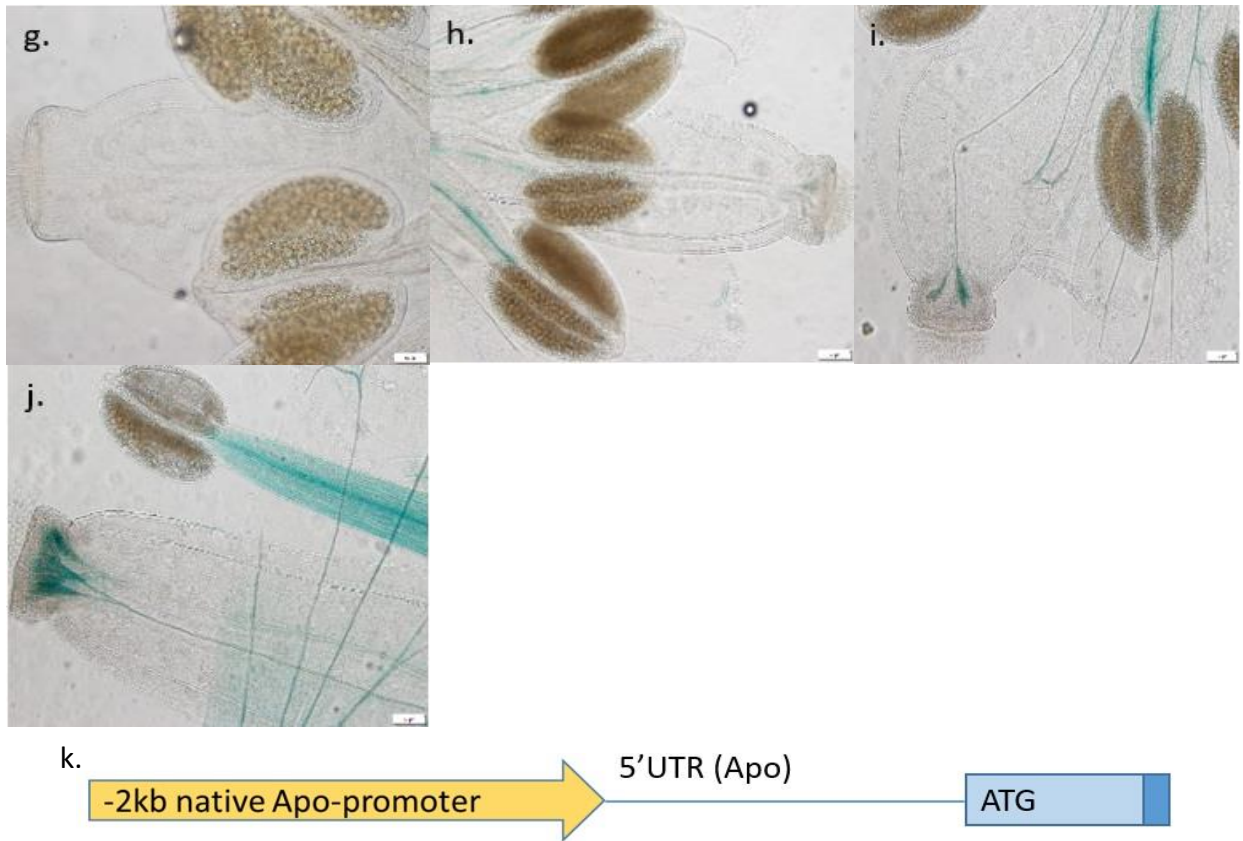 g.
h.
i.
j.
k.
-2kb native Apo-promoter
5'UTR (Apo)
ATG